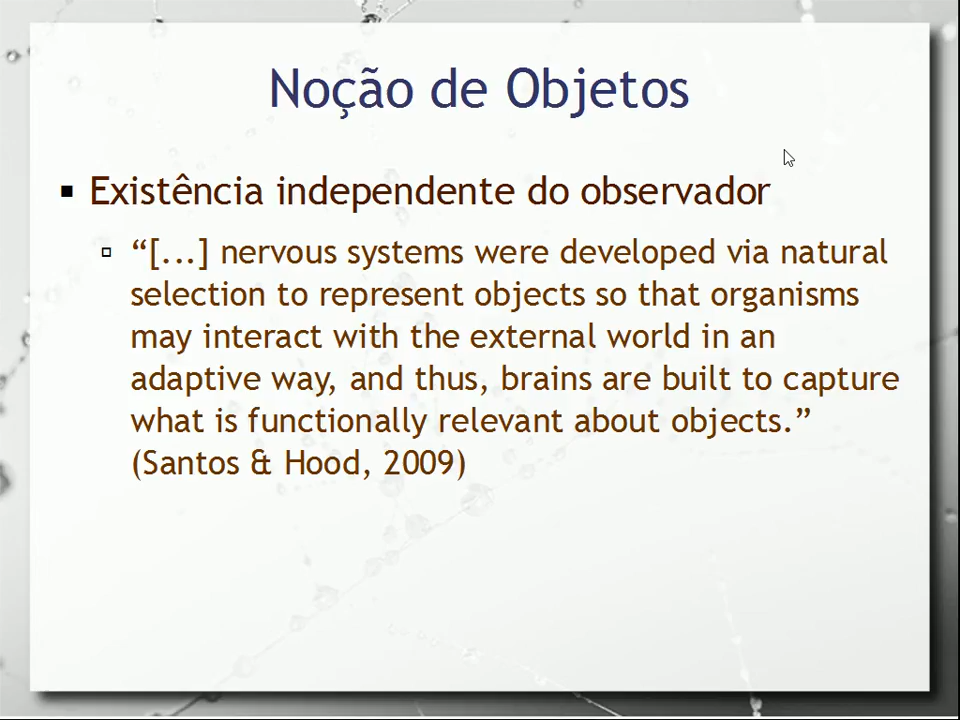 Noção de Objetos
Existência independente do observador
“[...] nervous systems were developed via natural
selection to represent objects so that organisms
may interact with the external world in an
adaptive way, and thus, brains are built to capture
what is functionally relevant about objects.”
(Santos & Hood, 2009)